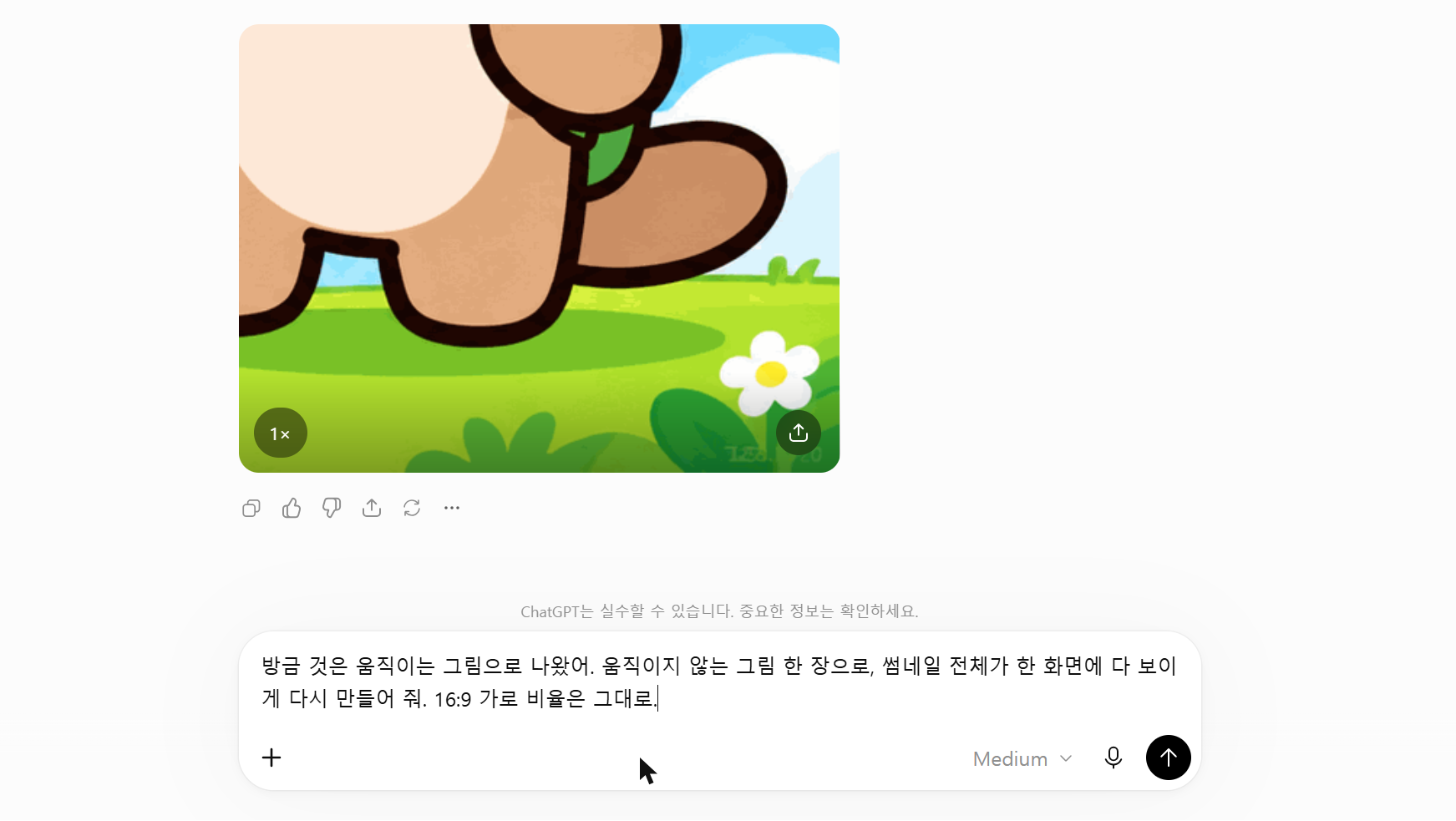 1×
ChatGPT는 실수할 수 있습니다. 중요한 정보는 확인하세요.
방금 것은 움직이는 그림으로 나왔어. 움직이지 않는 그림 한 장으로, 썸네일 전체가 한 화면에 다 보이
게 다시 만들어 줘. 16:9 가로 비율은 그대로.
Medium